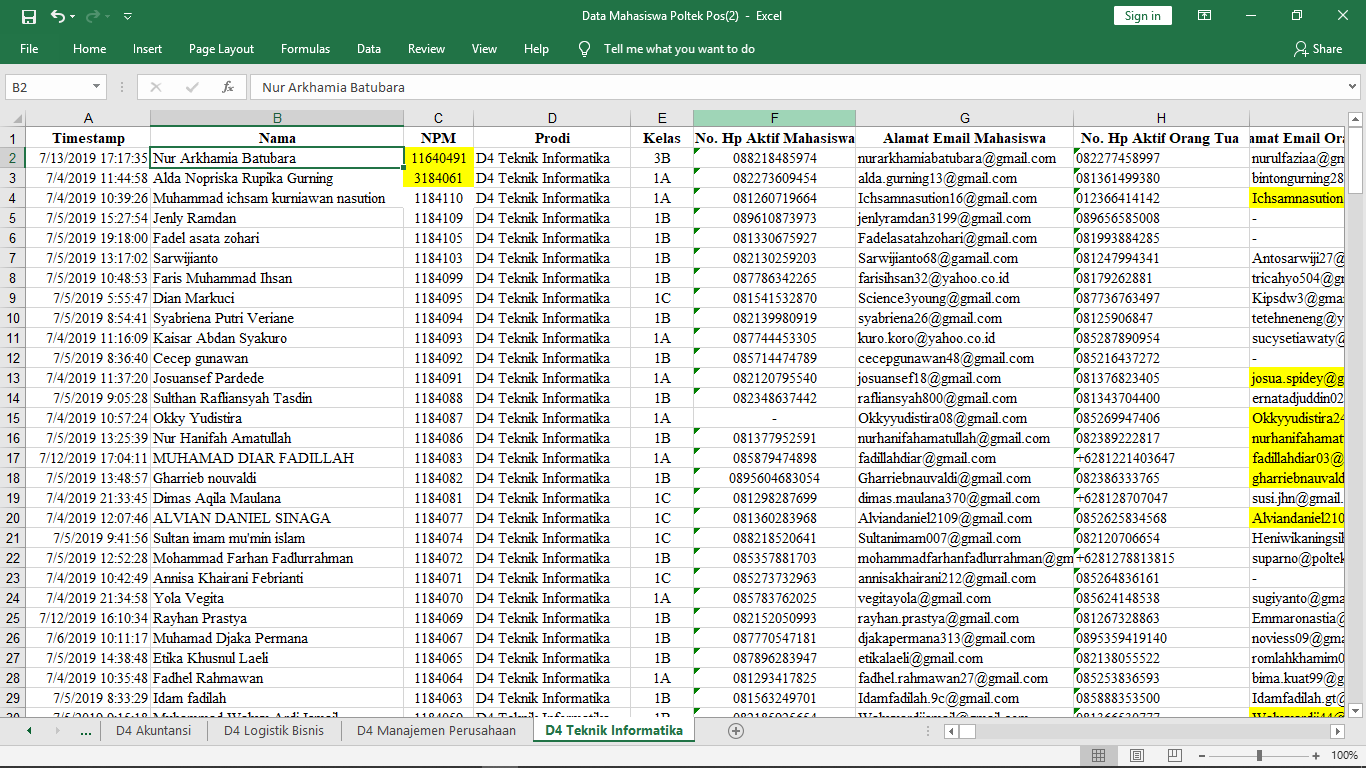 Data Mahasiswa Poltek Pos(2) - Excel Sign in
File Home Insert Page Layout Formulas Data Review View Help Tell me what you want to do Share
B2 fx Nur Arkhamia Batubara
A B C D E F G H
1 Timestamp Nama NPM Prodi Kelas No. Hp Aktif Mahasiswa Alamat Email Mahasiswa No. Hp Aktif Orang Tua amat Email Ora
2 7/13/2019 17:17:35 Nur Arkhamia Batubara 11640491 D4 Teknik Informatika 3B 088218485974 nurarkhamiabatubara@gmail.com 082277458997 nurulfaziaa@gm
3 7/4/2019 11:44:58 Alda Nopriska Rupika Gurning 3184061 D4 Teknik Informatika 1A 082273609454 alda.gurning13@gmail.com 081361499380 bintongurning28
4 7/4/2019 10:39:26 Muhammad ichsam kurniawan nasution 1184110 D4 Teknik Informatika 1A 081260719664 Ichsamnasution16@gmail.com 012366414142 Ichsamnasution
5 7/5/2019 15:27:54 Jenly Ramdan 1184109 D4 Teknik Informatika 1B 089610873973 jenlyramdan3199@gmail.com 089656585008 -
6 7/5/2019 19:18:00 Fadel asata zohari 1184105 D4 Teknik Informatika 1B 081330675927 Fadelasatahzohari@gmail.com 081993884285 -
7 7/5/2019 13:17:02 Sarwijianto 1184103 D4 Teknik Informatika 1B 082130259203 Sarwijianto68@gamail.com 081247994341 Antosarwiji27@
8 7/5/2019 10:48:53 Faris Muhammad Ihsan 1184099 D4 Teknik Informatika 1B 087786342265 farisihsan32@yahoo.co.id 08179262881 tricahyo504@gm
9 7/5/2019 5:55:47 Dian Markuci 1184095 D4 Teknik Informatika 1C 081541532870 Science3young@gmail.com 087736763497 Kipsdw3@gmai
10 7/5/2019 8:54:41 Syabriena Putri Veriane 1184094 D4 Teknik Informatika 1B 082139980919 syabriena26@gmail.com 08125906847 tetehneneng@y
11 7/4/2019 11:16:09 Kaisar Abdan Syakuro 1184093 D4 Teknik Informatika 1A 087744453305 kuro.koro@yahoo.co.id 085287890954 sucysetiawaty@
12 7/5/2019 8:36:40 Cecep gunawan 1184092 D4 Teknik Informatika 1B 085714474789 cecepgunawan48@gmail.com 085216437272 -
13 7/4/2019 11:37:20 Josuansef Pardede 1184091 D4 Teknik Informatika 1A 082120795540 josuansef18@gmail.com 081376823405 josua.spidey@g
14 7/5/2019 9:05:28 Sulthan Rafliansyah Tasdin 1184088 D4 Teknik Informatika 1B 082348637442 rafliansyah800@gmail.com 081343704400 ernatadjuddin02
15 7/4/2019 10:57:24 Okky Yudistira 1184087 D4 Teknik Informatika 1A - Okkyyudistira08@gmail.com 085269947406 Okkyyudistira24
16 7/5/2019 13:25:39 Nur Hanifah Amatullah 1184086 D4 Teknik Informatika 1B 081377952591 nurhanifahamatullah@gmail.com 082389222817 nurhanifahamat
17 7/12/2019 17:04:11 MUHAMAD DIAR FADILLAH 1184083 D4 Teknik Informatika 1A 085879474898 fadillahdiar@gmail.com +6281221403647 fadillahdiar03@
18 7/5/2019 13:48:57 Gharrieb nouvaldi 1184082 D4 Teknik Informatika 1B 0895604683054 Gharriebnauvaldi@gmail.com 082386333765 gharriebnauvald
19 7/4/2019 21:33:45 Dimas Aqila Maulana 1184081 D4 Teknik Informatika 1C 081298287699 dimas.maulana370@gmail.com +628128707047 susi.jhn@gmail.
20 7/4/2019 12:07:46 ALVIAN DANIEL SINAGA 1184077 D4 Teknik Informatika 1C 081360283968 Alviandaniel2109@gmail.com 0852625834568 Alviandaniel210
21 7/5/2019 9:41:56 Sultan imam mu'min islam 1184074 D4 Teknik Informatika 1C 088218520641 Sultanimam007@gmail.com 082120706654 Heniwikaningsil
22 7/5/2019 12:52:28 Mohammad Farhan Fadlurrahman 1184072 D4 Teknik Informatika 1B 085357881703 mohammadfarhanfadlurrahman@gm +6281278813815 suparno@poltek
23 7/4/2019 10:42:49 Annisa Khairani Febrianti 1184071 D4 Teknik Informatika 1C 085273732963 annisakhairani212@gmail.com 085264836161 -
24 7/4/2019 21:34:58 Yola Vegita 1184070 D4 Teknik Informatika 1A 085783762025 vegitayola@gmail.com 085624148538 sugiyanto@gma
25 7/12/2019 16:10:34 Rayhan Prastya 1184069 D4 Teknik Informatika 1B 082152050993 rayhan.prastya@gmail.com 081267328863 Emmaronastia@
26 7/6/2019 10:11:17 Muhamad Djaka Permana 1184067 D4 Teknik Informatika 1B 087770547181 djakapermana313@gmail.com 0895359419140 noviess09@gma
27 7/5/2019 14:38:48 Etika Khusnul Laeli 1184065 D4 Teknik Informatika 1B 087896283947 etikalaeli@gmail.com 082138055522 romlahkhamim0
28 7/4/2019 10:35:48 Fadhel Rahmawan 1184064 D4 Teknik Informatika 1A 081293417825 fadhel.rahmawan27@gmail.com 085253836593 bima.kuat99@g
29 7/5/2019 8:33:29 Idam fadilah 1184063 D4 Teknik Informatika 1B 081563249701 Idamfadilah.9c@gmail.com 085888353500 Idamfadilah.gt@
... D4 Akuntansi D4 Logistik Bisnis D4 Manajemen Perusahaan D4 Teknik Informatika
100%